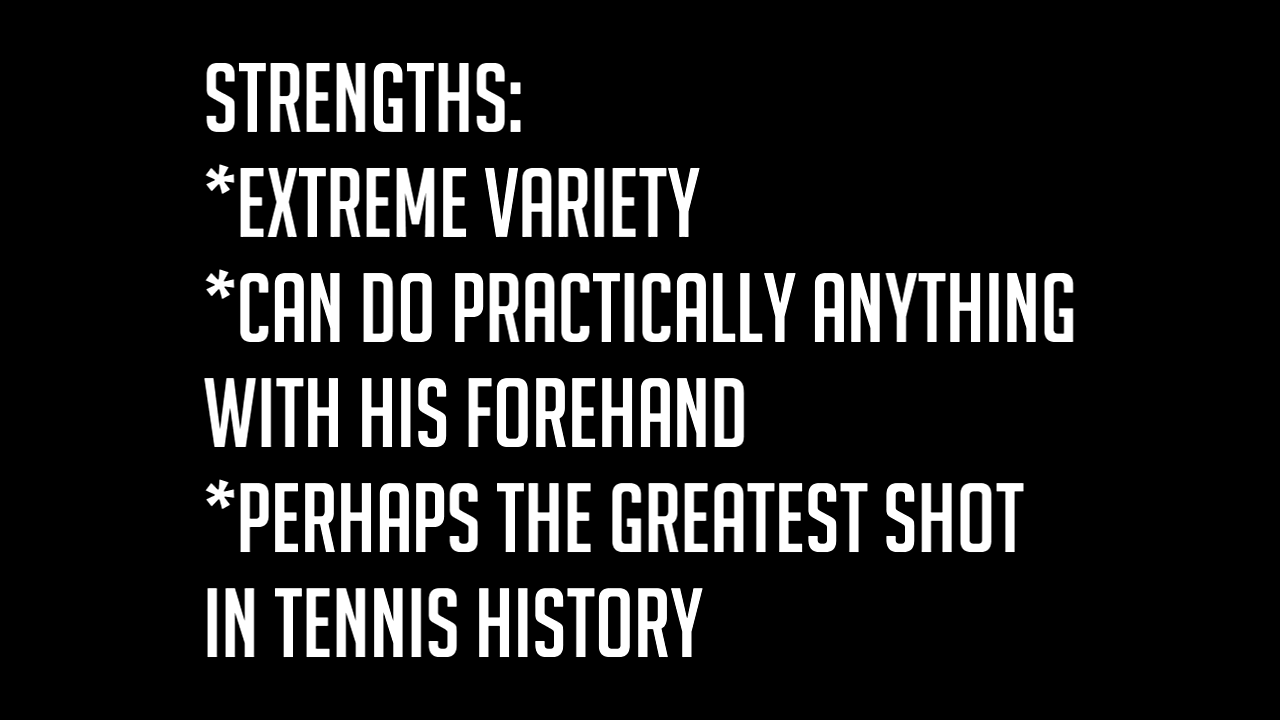 STRENGTHS:
*EXTREME VARIETY
*CAN DO PRACTICALLY ANYTHING
WITH HIS FOREHAND
*PERHAPS THE GREATEST SHOT
IN TENNIS HISTORY